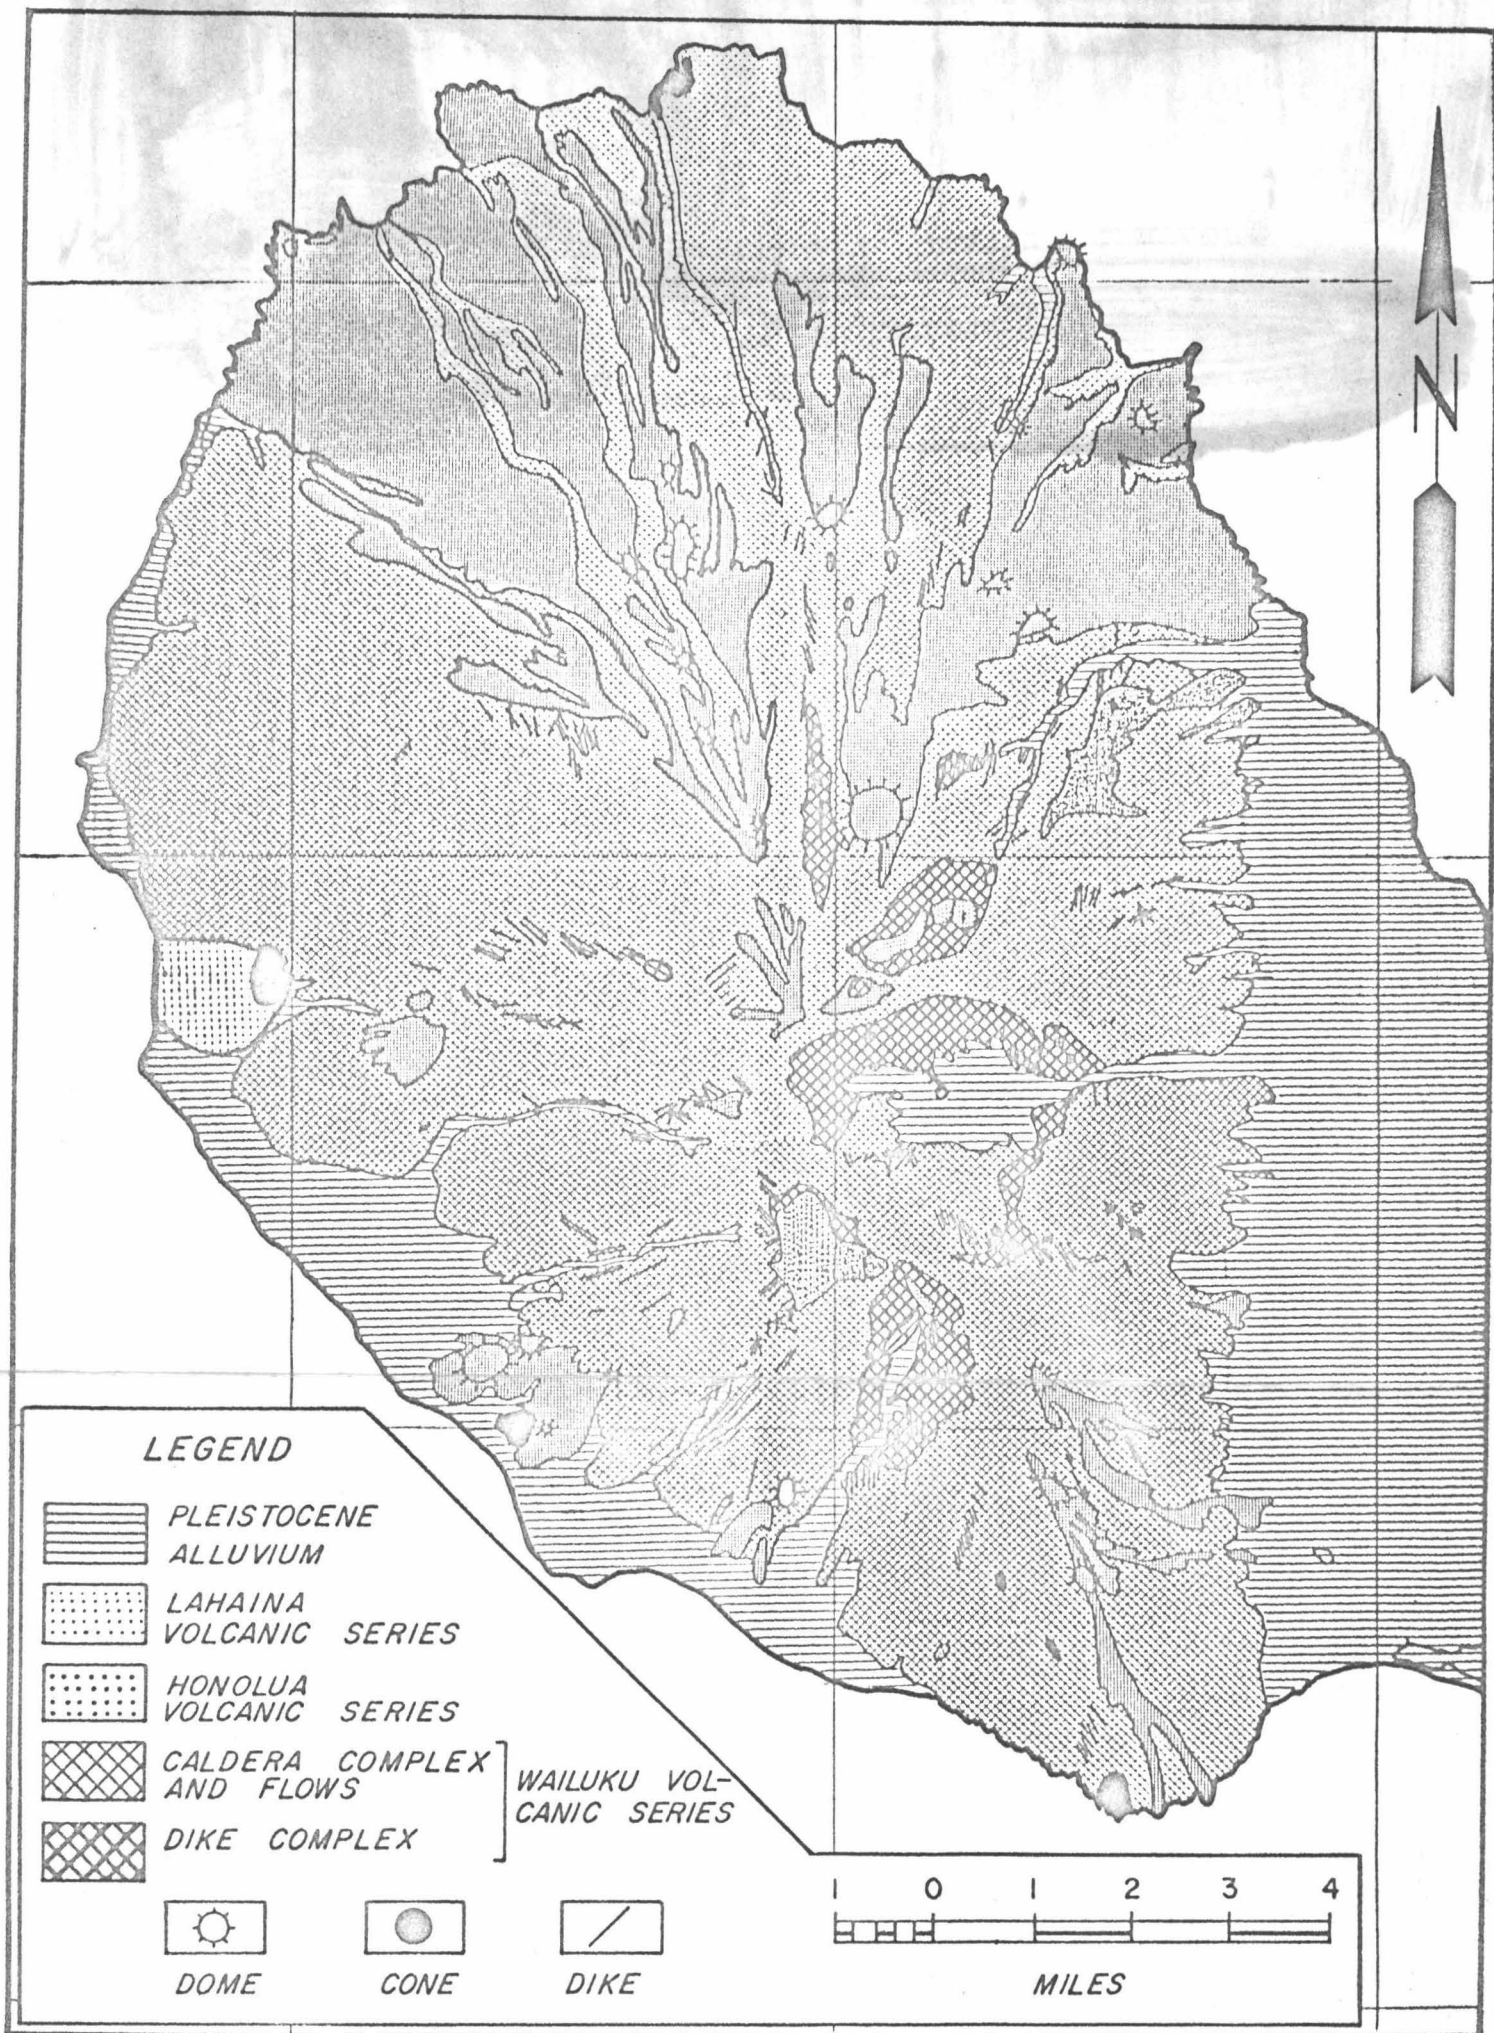 N
LEGEND
PLEISTOCENE
ALLUVIUM
LAHAINA
VOLCANIC SERIES
HONOLUA
VOLCANIC SERIES
CALDERA COMPLEX
AND FLOWS
WAILUKU VOL-
CANIC SERIES
DIKE COMPLEX
DOME CONE DIKE
1 0 1 2 3 4
MILES